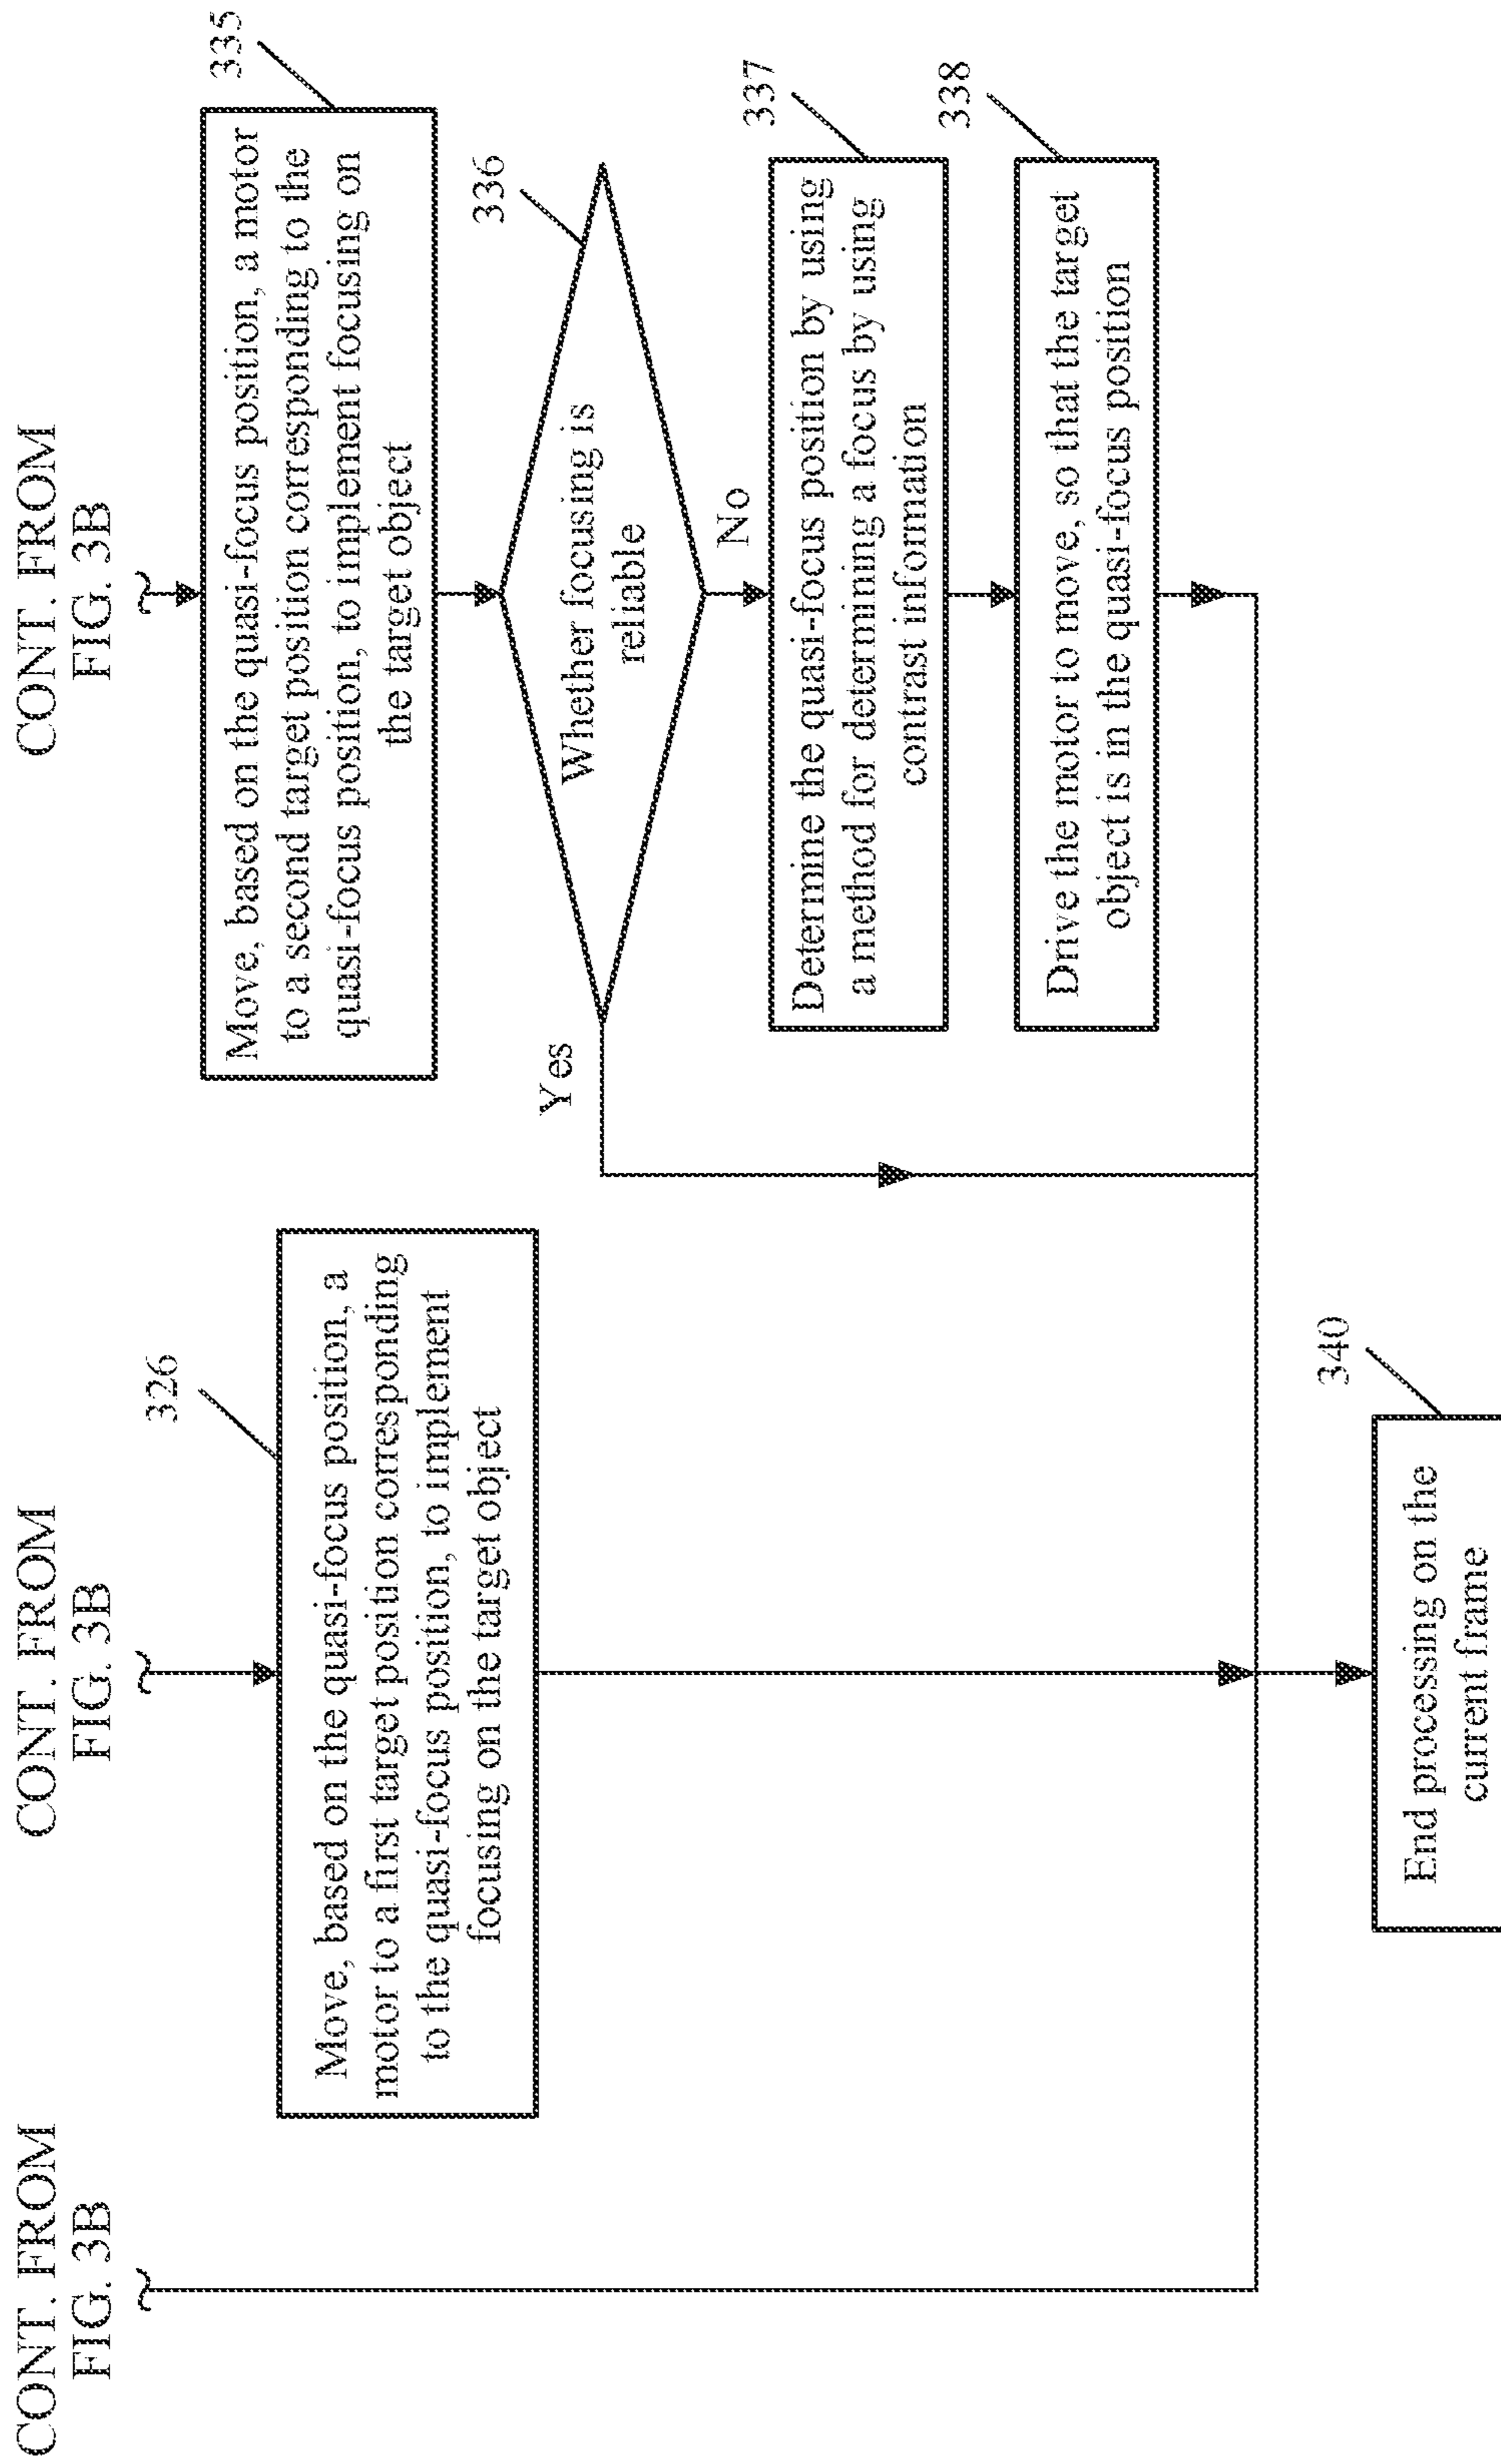 CONT. FROM
FIG. 3B
CONT. FROM
FIG. 3B
CONT. FROM
FIG. 3B
326
Move, based on the quasi-focus position, a
motor to a first target position corresponding
to the quasi-focus position, to implement
focusing on the target object
335
Move, based on the quasi-focus position, a motor
to a second target position corresponding to the
quasi-focus position, to implement focusing on
the target object
336
Whether focusing is
reliable
Yes
No
337
Determine the quasi-focus position by using
a method for determining a focus by using
contrast information
338
Drive the motor to move, so that the target
object is in the quasi-focus position
340
End processing on the
current frame